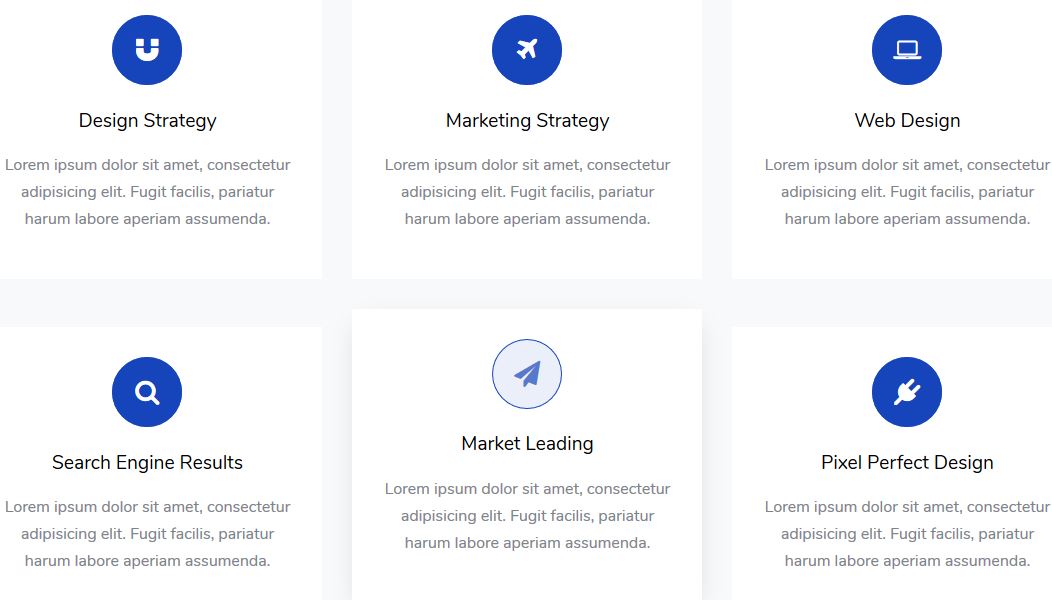 Design Strategy
Lorem ipsum dolor sit amet, consectetur
adipisicing elit. Fugit facilis, pariatur
harum labore aperiam assumenda.
Marketing Strategy
Lorem ipsum dolor sit amet, consectetur
adipisicing elit. Fugit facilis, pariatur
harum labore aperiam assumenda.
Web Design
Lorem ipsum dolor sit amet, consectetur
adipisicing elit. Fugit facilis, pariatur
harum labore aperiam assumenda.
Search Engine Results
Lorem ipsum dolor sit amet, consectetur
adipisicing elit. Fugit facilis, pariatur
harum labore aperiam assumenda.
Market Leading
Lorem ipsum dolor sit amet, consectetur
adipisicing elit. Fugit facilis, pariatur
harum labore aperiam assumenda.
Pixel Perfect Design
Lorem ipsum dolor sit amet, consectetur
adipisicing elit. Fugit facilis, pariatur
harum labore aperiam assumenda.